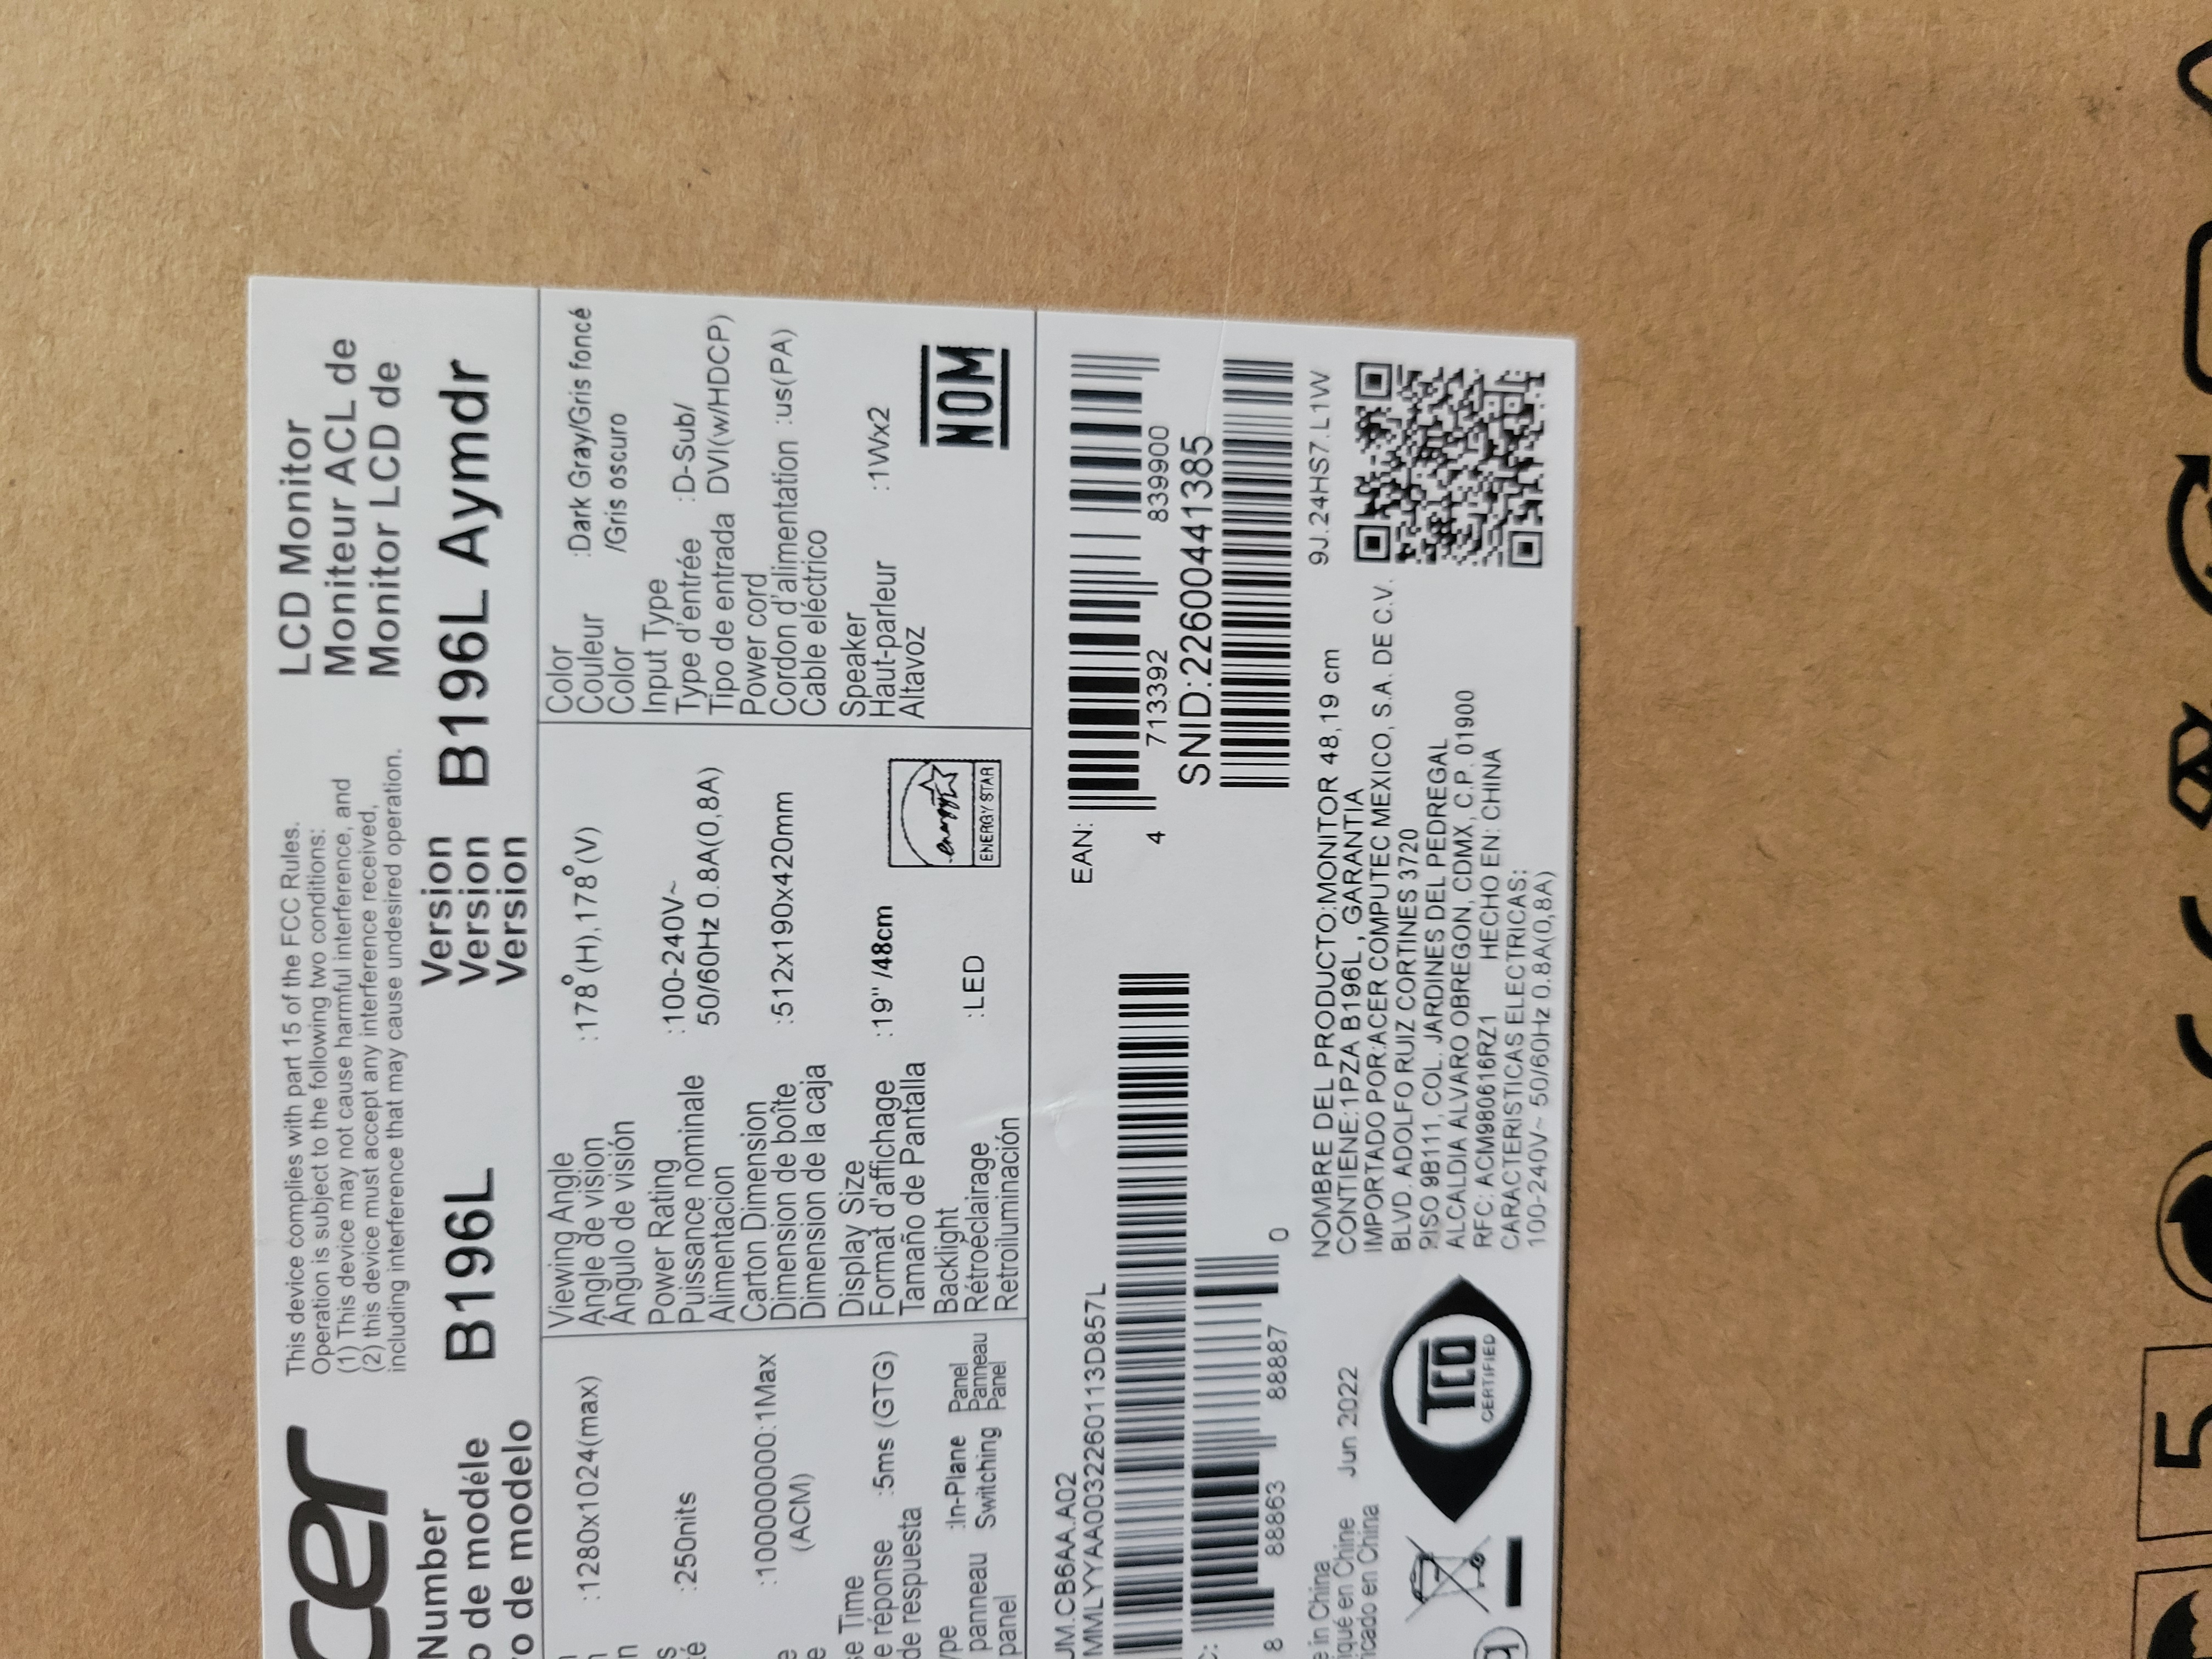 cer
This device complies with part 15 of the FCC Rules.
Operation is subject to the following two conditions:
(1) This device may not cause harmful interference, and
(2) this device must accept any interference received,
including interference that may cause undesired operation.
LCD Monitor
Moniteur ACL de
Monitor LCD de
Number
de modéle
de modelo
B196L
Version
Version
Version
B196L Aymdr
:1280x1024(max)
:250nits
:100000000:1Max
(ACM)
Time
réponse
de respuesta
:5ms (GTG)
panneau
panel
:In-Plane
Switching
Panel
Panneau
Panel
Viewing Angle
Angle de vision
Ángulo de visión
:178°(H),178°(V)
Power Rating
Puissance nominale
Alimentacion
:100-240V~
50/60Hz 0.8A(0,8A)
Carton Dimension
Dimension de boîte
Dimensión de la caja
:512x190x420mm
Display Size
Format d'affichage
Tamaño de Pantalla
:19" /48cm
Backlight
Rétroéclairage
Retroiluminación
:LED
energy
ENERGY STAR
Color
Couleur
Color
:Dark Gray/Gris foncé
/Gris oscuro
Input Type
Type d'entrée
Tipo de entrada
:D-Sub/
DVI(w/HDCP)
Power cord
Cordon d'alimentation
Cable eléctrico
:us(PA)
Speaker
Haut-parleur
Altavoz
:1Wx2
NOM
UM.CB6AA.A02
MMLYYAA00322601113D857L
8 88863 88887 0
EAN:
4 713392 839900
SNID:22600441385
in China
en Chine
en China
Jun 2022
TCO
CERTIFIED
NOMBRE DEL PRODUCTO:MONITOR 48,19 cm
CONTIENE:1PZA B196L , GARANTIA
IMPORTADO POR:ACER COMPUTEC MEXICO, S.A. DE C.V.
BLVD. ADOLFO RUIZ CORTINES 3720
PISO 9B111, COL. JARDINES DEL PEDREGAL
ALCALDIA ALVARO OBREGON, CDMX, C.P. 01900
RFC: ACM980616RZ1 HECHO EN: CHINA
CARACTERISTICAS ELECTRICAS:
100-240V~ 50/60Hz 0.8A(0,8A)
9J.24HS7.L1W
5